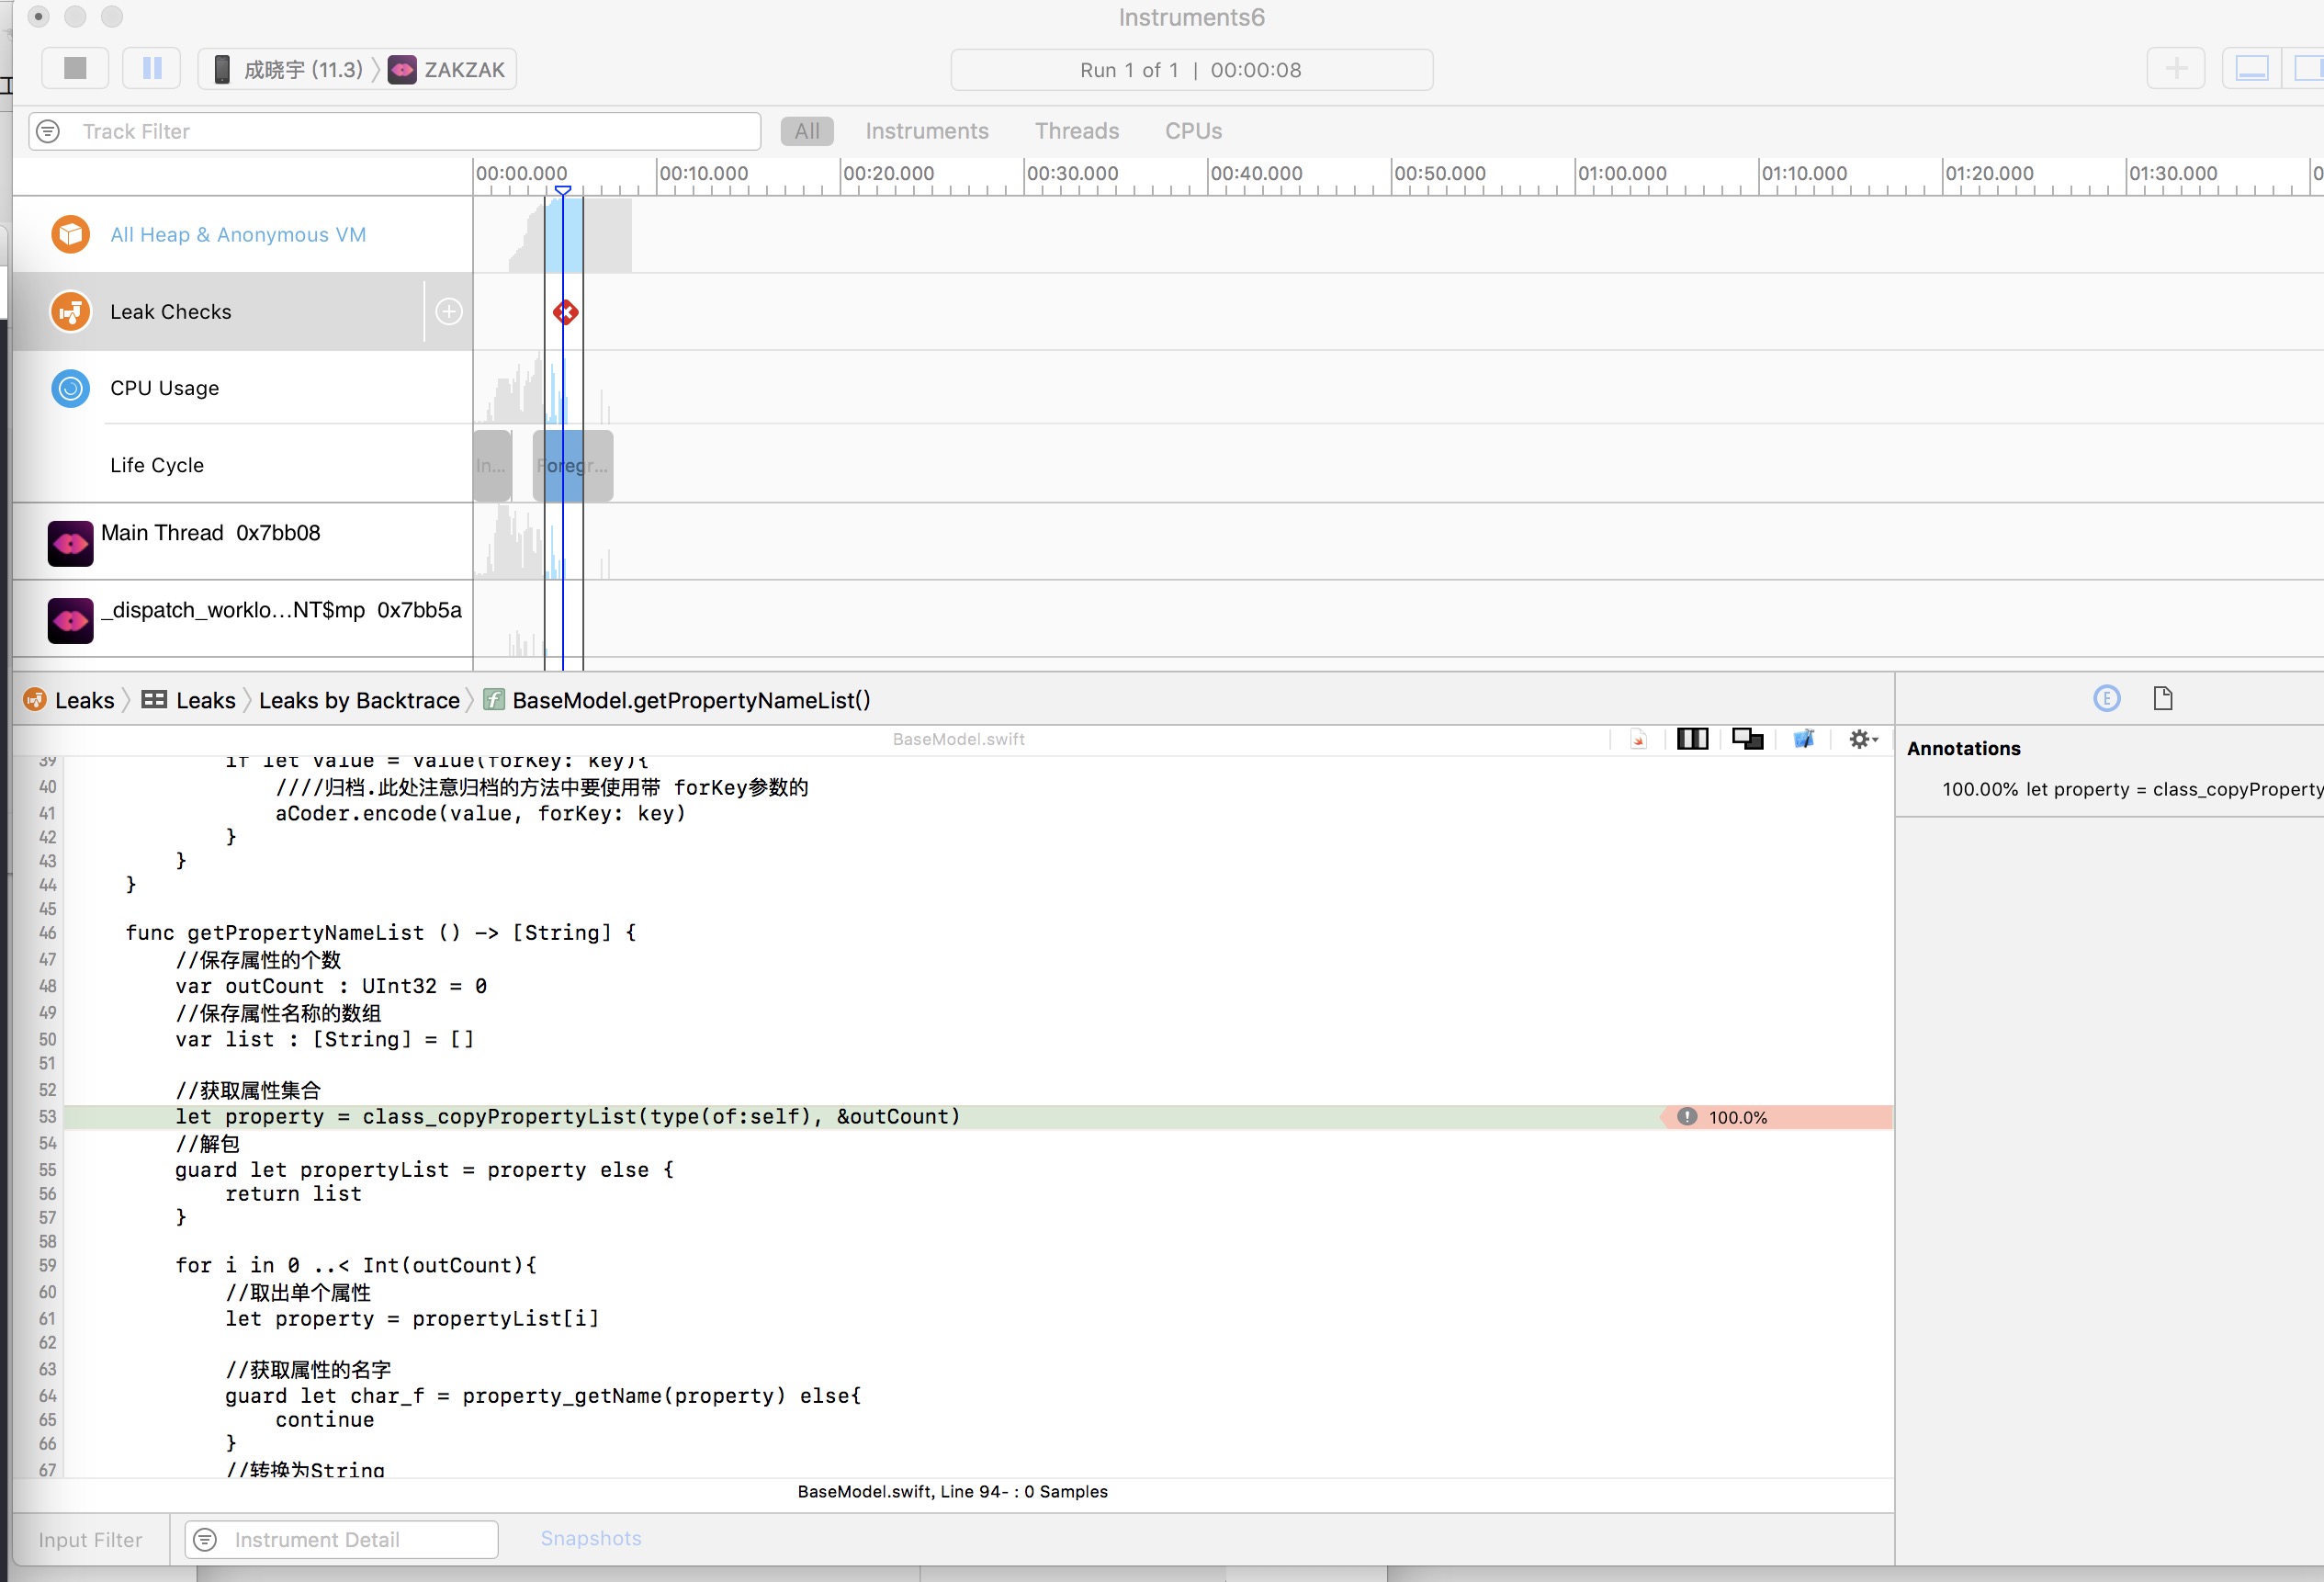 Instruments6
成晓宇 (11.3) ZAKZAK
Run 1 of 1 | 00:00:08
Track Filter
All Instruments Threads CPUs
00:00.000 00:10.000 00:20.000 00:30.000 00:40.000 00:50.000 01:00.000 01:10.000 01:20.000 01:30.000
All Heap & Anonymous VM
Leak Checks
CPU Usage
Life Cycle
In... Foregr...
Main Thread 0x7bb08
_dispatch_worklo...NT$mp 0x7bb5a
Leaks Leaks Leaks by Backtrace BaseModel.getPropertyNameList()
BaseModel.swift
39 if let value = value(forKey: key){
40 ////归档.此处注意归档的方法中要使用带 forKey参数的
41 aCoder.encode(value, forKey: key)
42 }
43 }
44 }
45
46 func getPropertyNameList () -> [String] {
47 //保存属性的个数
48 var outCount : UInt32 = 0
49 //保存属性名称的数组
50 var list : [String] = []
51
52 //获取属性集合
53 let property = class_copyPropertyList(type(of:self), &outCount) 100.0%
54 //解包
55 guard let propertyList = property else {
56 return list
57 }
58
59 for i in 0 ..< Int(outCount){
60 //取出单个属性
61 let property = propertyList[i]
62
63 //获取属性的名字
64 guard let char_f = property_getName(property) else{
65 continue
66 }
67 //转换为String
BaseModel.swift, Line 94- : 0 Samples
Annotations
100.00% let property = class_copyProperty
Input Filter Instrument Detail Snapshots